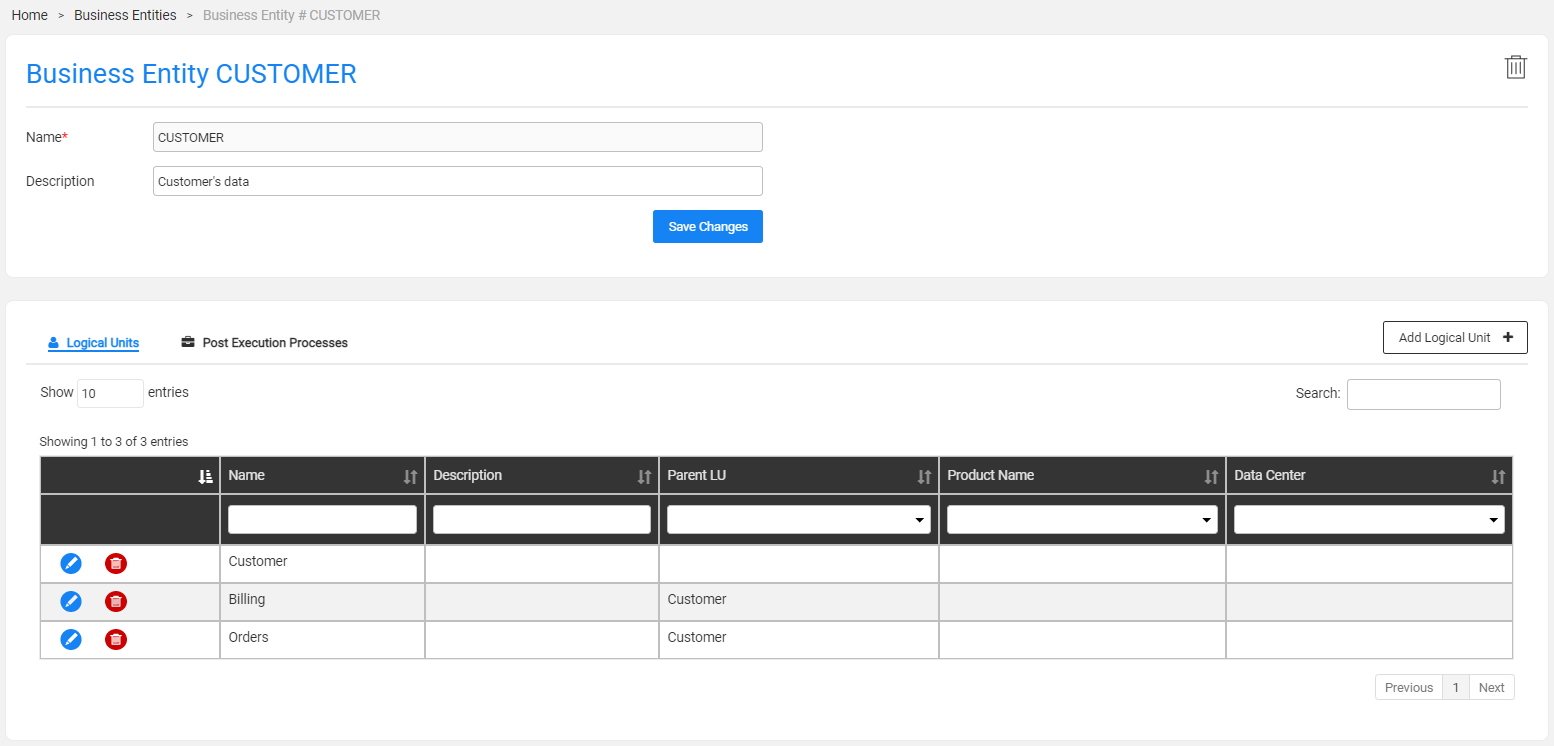 Home > Business Entities > Business Entity # CUSTOMER
Business Entity CUSTOMER
Name* CUSTOMER
Description Customer's data
Save Changes
Logical Units Post Execution Processes Add Logical Unit +
Show 10 entries Search:
Showing 1 to 3 of 3 entries
Name Description Parent LU Product Name Data Center
Customer
Billing Customer
Orders Customer
Previous 1 Next